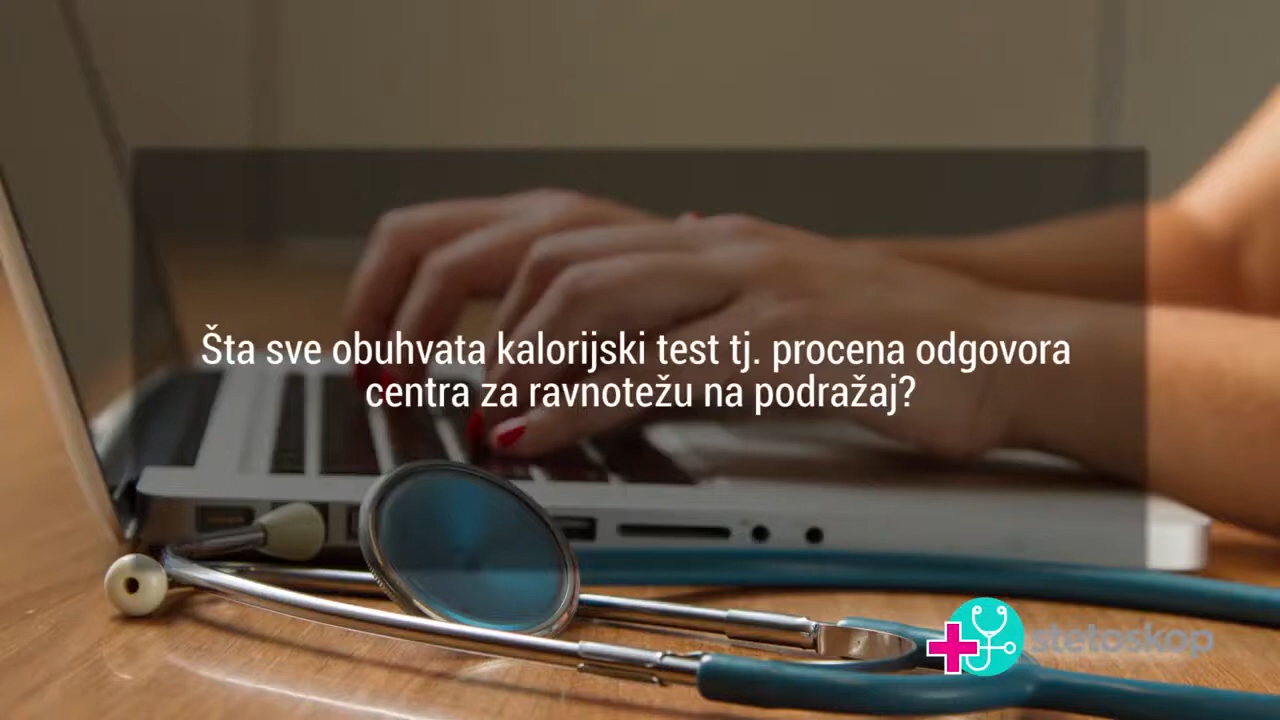 Šta sve obuhvata kalorijski test tj. procena odgovora
centra za ravnotežu na podražaj?
stetoskop